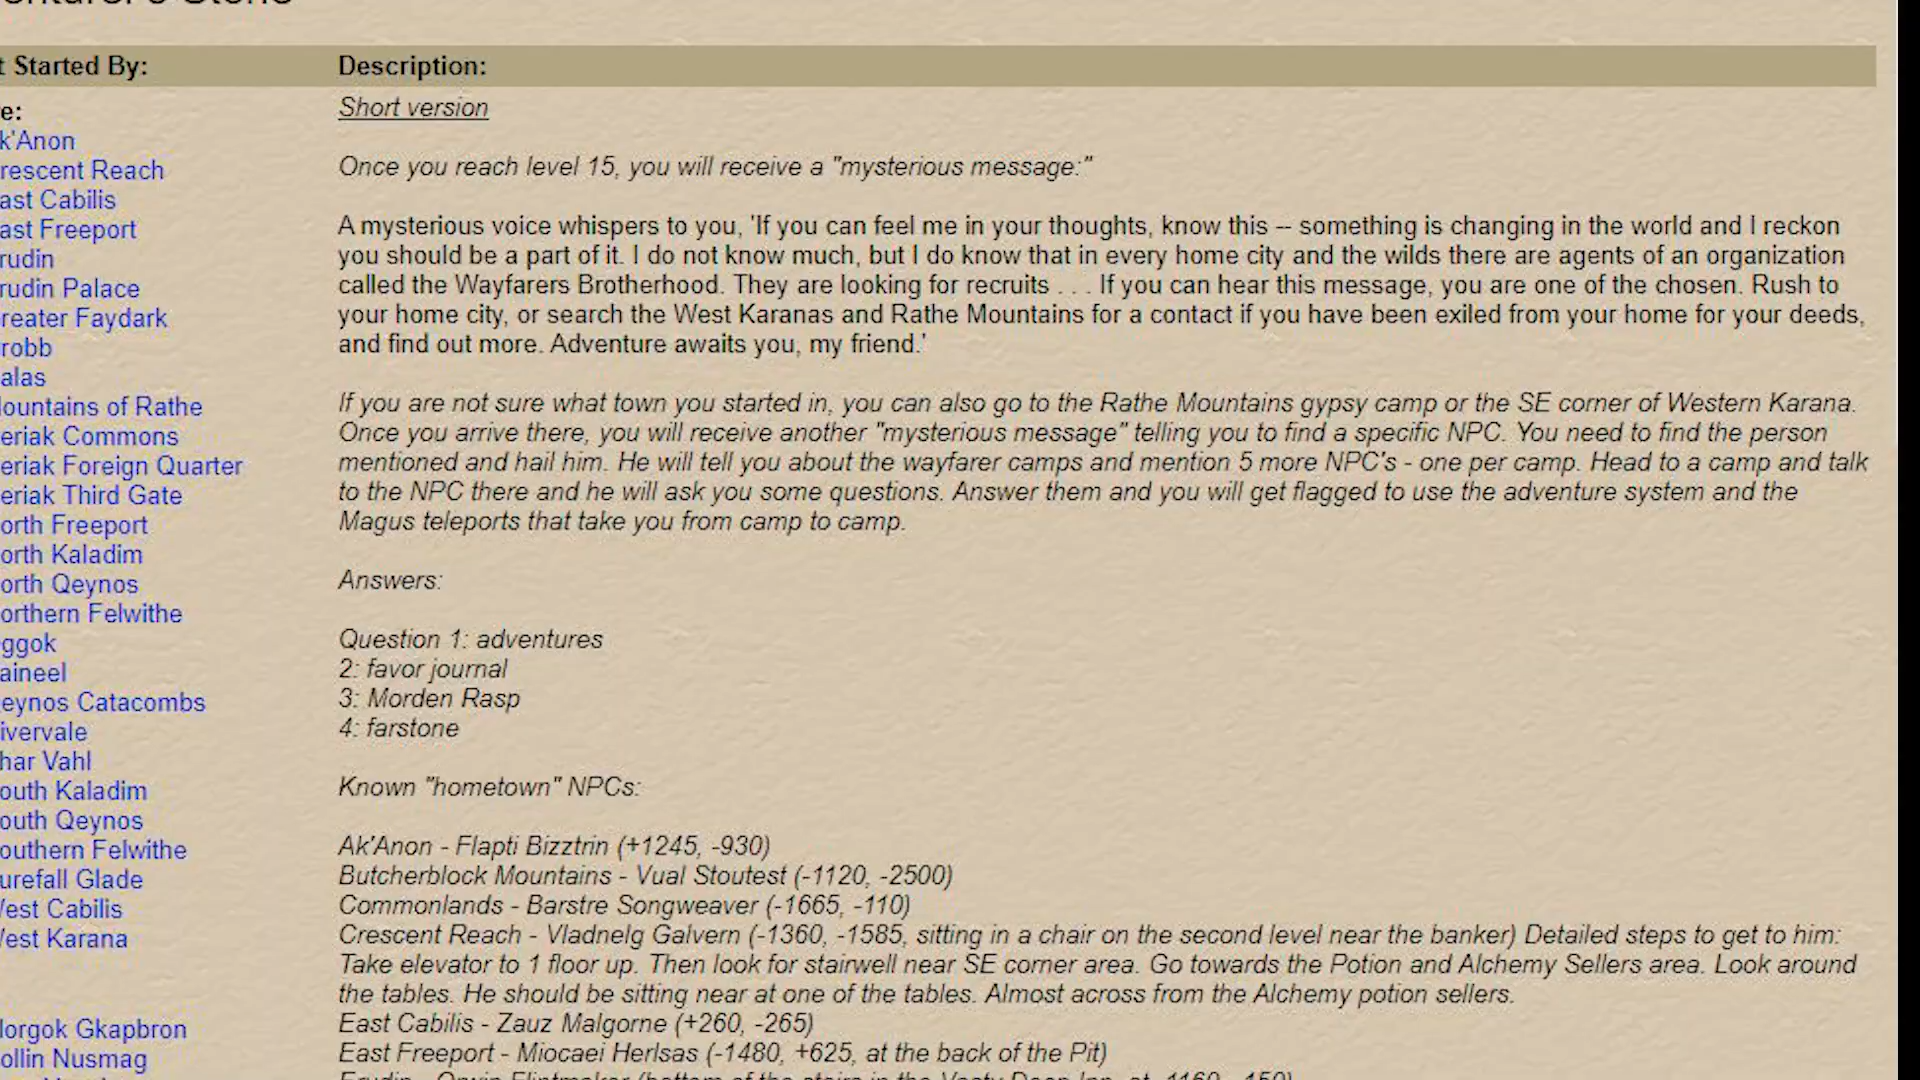 t Started By:
Description:
e:
k'Anon
rescent Reach
ast Cabilis
ast Freeport
rudin
rudin Palace
reater Faydark
robb
alas
ountains of Rathe
eriak Commons
eriak Foreign Quarter
eriak Third Gate
orth Freeport
orth Kaladim
orth Qeynos
orthern Felwithe
ggok
aineel
eynos Catacombs
ivervale
har Vahl
outh Kaladim
outh Qeynos
outhern Felwithe
urefall Glade
est Cabilis
est Karana
lorgok Gkapbron
ollin Nusmag
Short version
Once you reach level 15, you will receive a "mysterious message:"
A mysterious voice whispers to you, 'If you can feel me in your thoughts, know this -- something is changing in the world and I reckon
you should be a part of it. I do not know much, but I do know that in every home city and the wilds there are agents of an organization
called the Wayfarers Brotherhood. They are looking for recruits . . . If you can hear this message, you are one of the chosen. Rush to
your home city, or search the West Karanas and Rathe Mountains for a contact if you have been exiled from your home for your deeds,
and find out more. Adventure awaits you, my friend.'
If you are not sure what town you started in, you can also go to the Rathe Mountains gypsy camp or the SE corner of Western Karana.
Once you arrive there, you will receive another "mysterious message" telling you to find a specific NPC. You need to find the person
mentioned and hail him. He will tell you about the wayfarer camps and mention 5 more NPC's - one per camp. Head to a camp and talk
to the NPC there and he will ask you some questions. Answer them and you will get flagged to use the adventure system and the
Magus teleports that take you from camp to camp.
Answers:
Question 1: adventures
2: favor journal
3: Morden Rasp
4: farstone
Known "hometown" NPCs:
Ak'Anon - Flapti Bizztrin (+1245, -930)
Butcherblock Mountains - Vual Stoutest (-1120, -2500)
Commonlands - Barstre Songweaver (-1665, -110)
Crescent Reach - Vladnelg Galvern (-1360, -1585, sitting in a chair on the second level near the banker) Detailed steps to get to him:
Take elevator to 1 floor up. Then look for stairwell near SE corner area. Go towards the Potion and Alchemy Sellers area. Look around
the tables. He should be sitting near at one of the tables. Almost across from the Alchemy potion sellers.
East Cabilis - Zauz Malgorne (+260, -265)
East Freeport - Miocaei Herlsas (-1480, +625, at the back of the Pit)